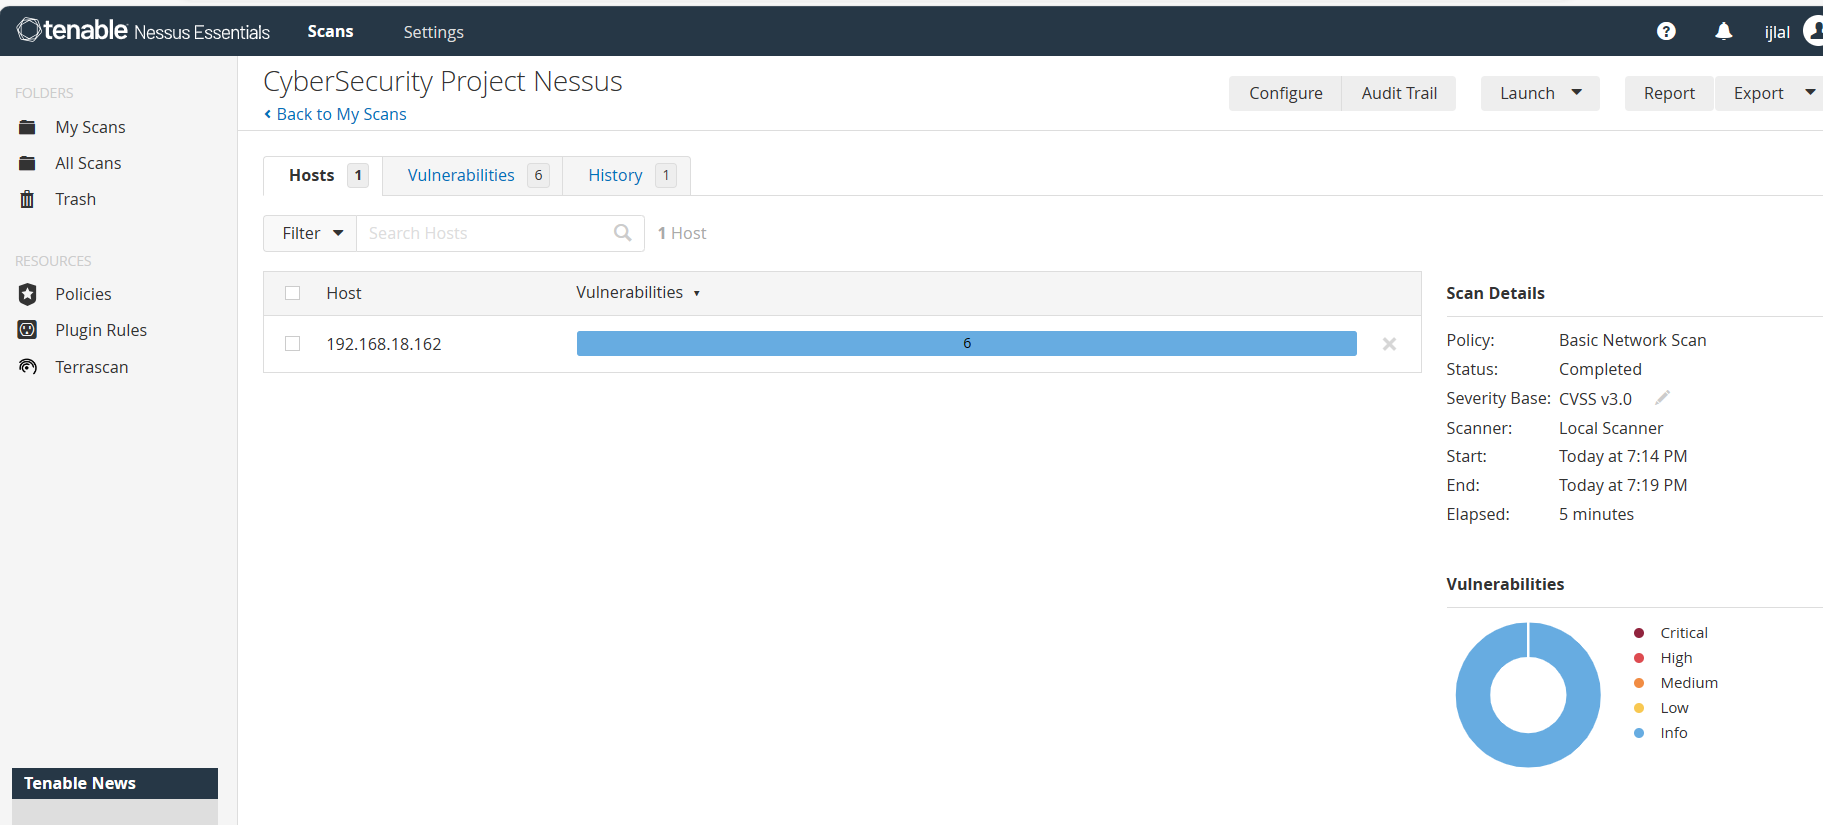 tenable Nessus Essentials Scans Settings ? ijlal
CyberSecurity Project Nessus
Back to My Scans
Configure Audit Trail Launch Report Export
FOLDERS
My Scans
All Scans
Trash
RESOURCES
Policies
Plugin Rules
Terrascan
Tenable News
Hosts 1 Vulnerabilities 6 History 1
Filter Search Hosts 1 Host
Host Vulnerabilities
192.168.18.162 6
Scan Details
Policy: Basic Network Scan
Status: Completed
Severity Base: CVSS v3.0
Scanner: Local Scanner
Start: Today at 7:14 PM
End: Today at 7:19 PM
Elapsed: 5 minutes
Vulnerabilities
Critical
High
Medium
Low
Info